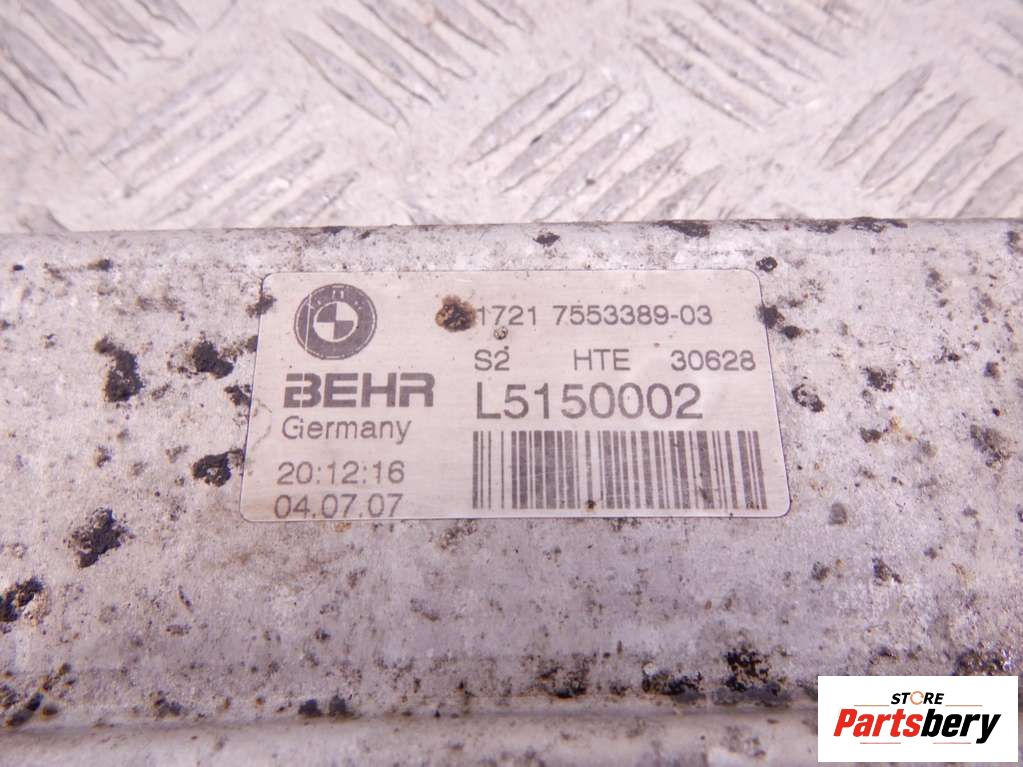 1721 7553389-03
S2 HTE 30628
BEHR
L5150002
Germany
20:12:16
04.07.07
STORE
Partsbery